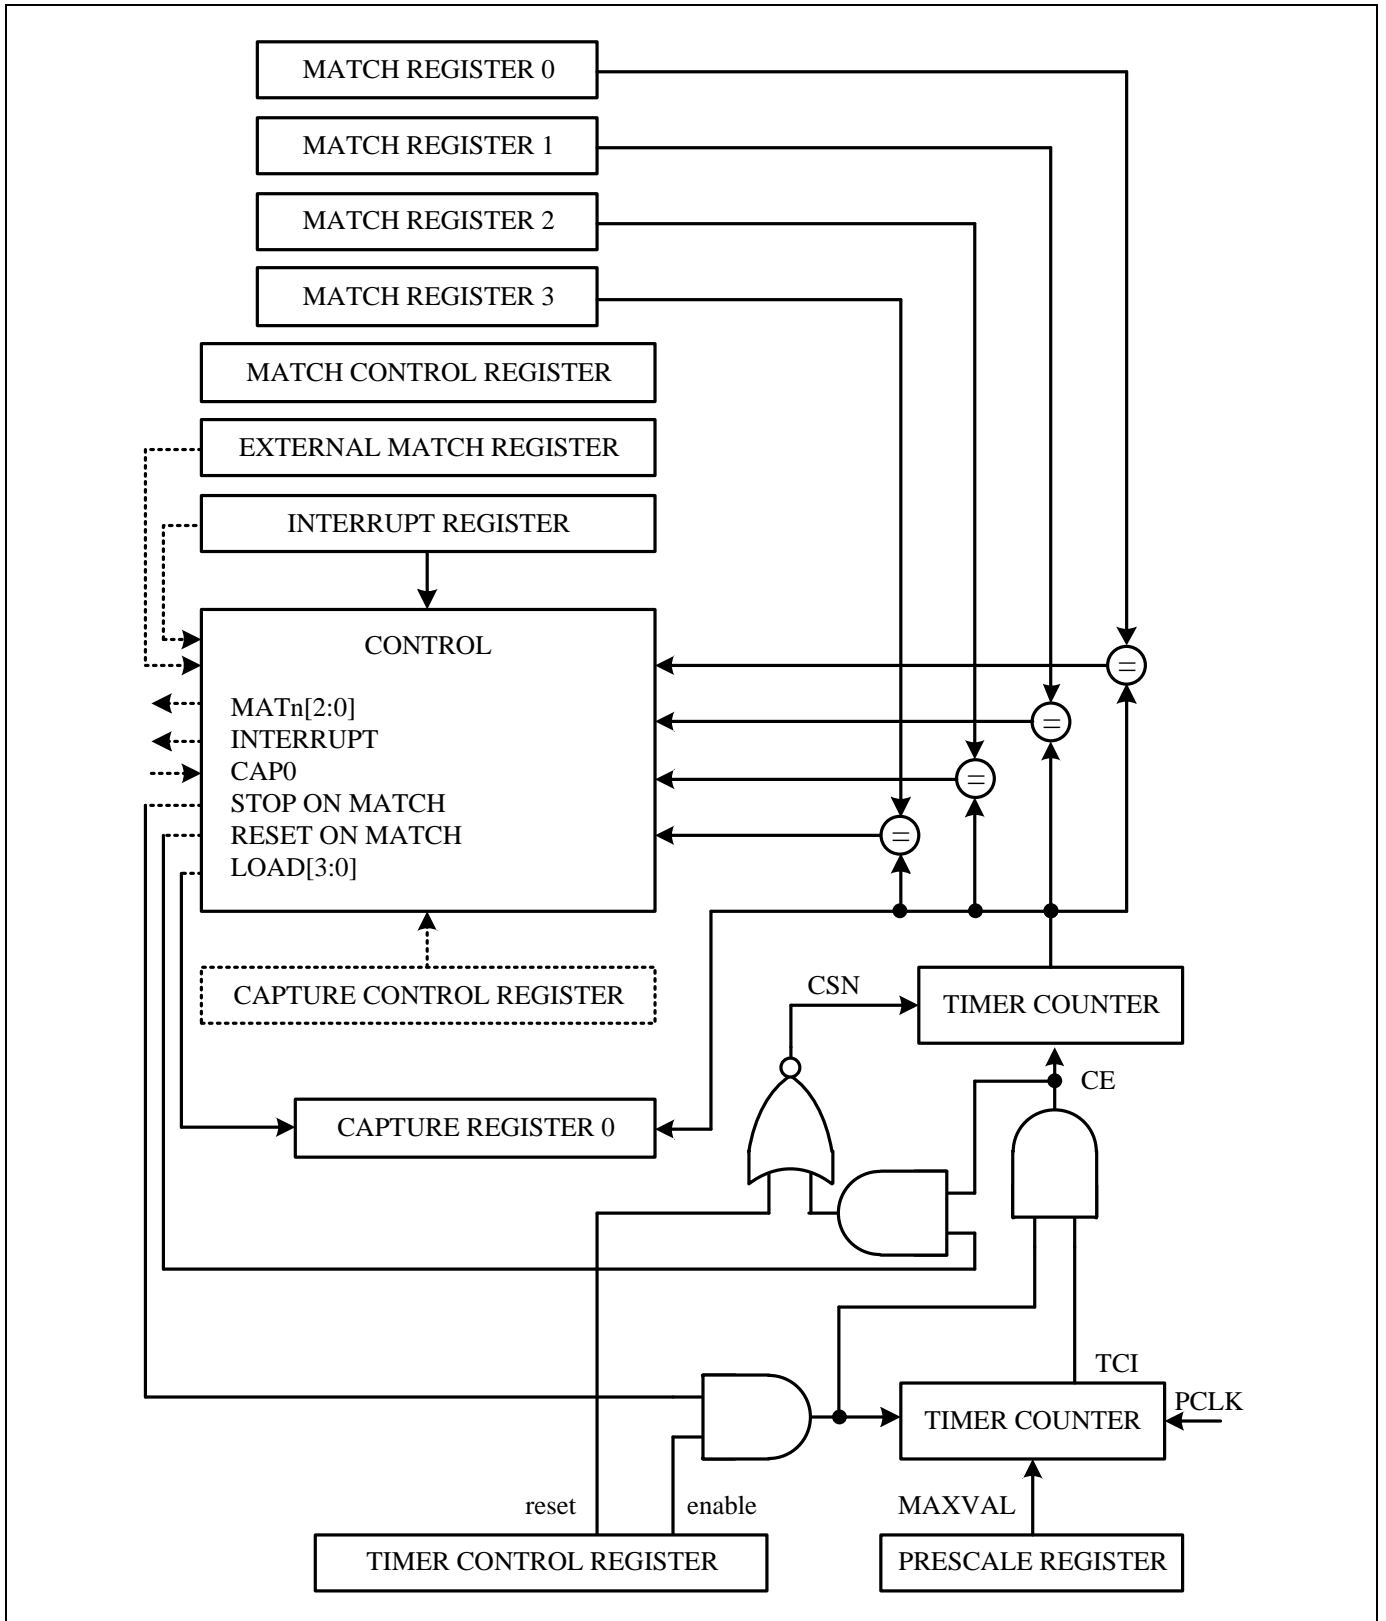 MATCH REGISTER 0
MATCH REGISTER 1
MATCH REGISTER 2
MATCH REGISTER 3
MATCH CONTROL REGISTER
EXTERNAL MATCH REGISTER
INTERRUPT REGISTER
CONTROL
=
MATn[2:0]
=
INTERRUPT
CAP0
=
STOP ON MATCH
RESET ON MATCH
=
LOAD[3:0]
CAPTURE CONTROL REGISTER
CSN
TIMER COUNTER
CE
CAPTURE REGISTER 0
TCI
PCLK
TIMER COUNTER
reset
enable
MAXVAL
TIMER CONTROL REGISTER
PRESCALE REGISTER